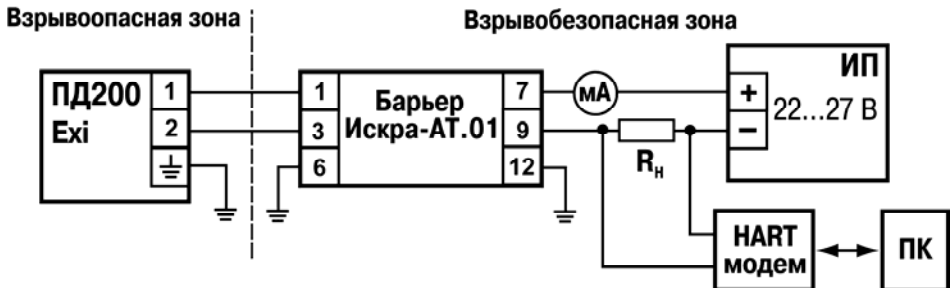 Взрывоопасная зона
Взрывобезопасная зона
ПД200
Exi
1
2
1
3
6
Барьер
Искра-АТ.01
7
9
12
мА
Rн
ИП
+
22...27 В
−
HART
модем
ПК